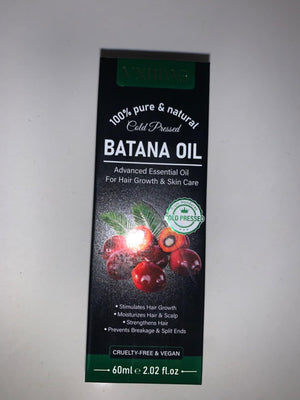 100% pure & natural
Cold Pressed
BATANA OIL
Advanced Essential Oil
For Hair Growth & Skin Care
COLD PRESSED
• Stimulates Hair Growth
• Moisturizes Hair & Scalp
• Strengthens Hair
• Prevents Breakage & Split Ends
CRUELTY-FREE & VEGAN
60ml e 2.02 fl.oz